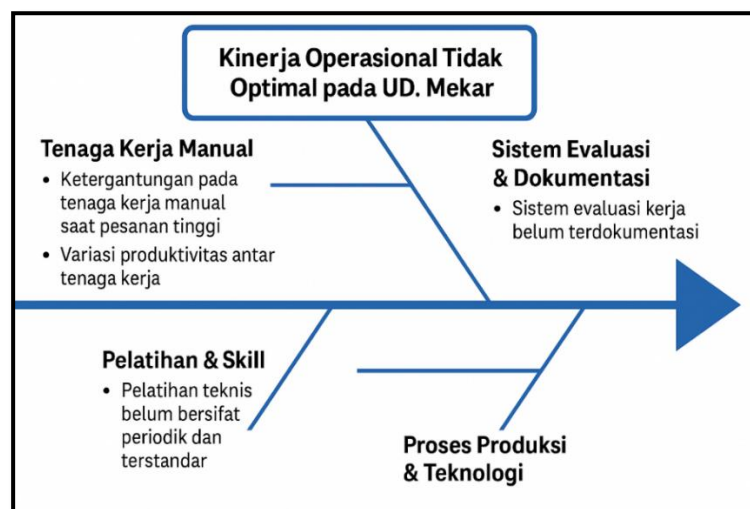 Kinerja Operasional Tidak
Optimal pada UD. Mekar
Tenaga Kerja Manual
• Ketergantungan pada
tenaga kerja manual
saat pesanan tinggi
• Variasi produktivitas antar
tenaga kerja
Sistem Evaluasi
& Dokumentasi
• Sistem evaluasi kerja
belum terdokumentasi
Pelatihan & Skill
• Pelatihan teknis
belum bersifat
periodik dan
terstandar
Proses Produksi
& Teknologi